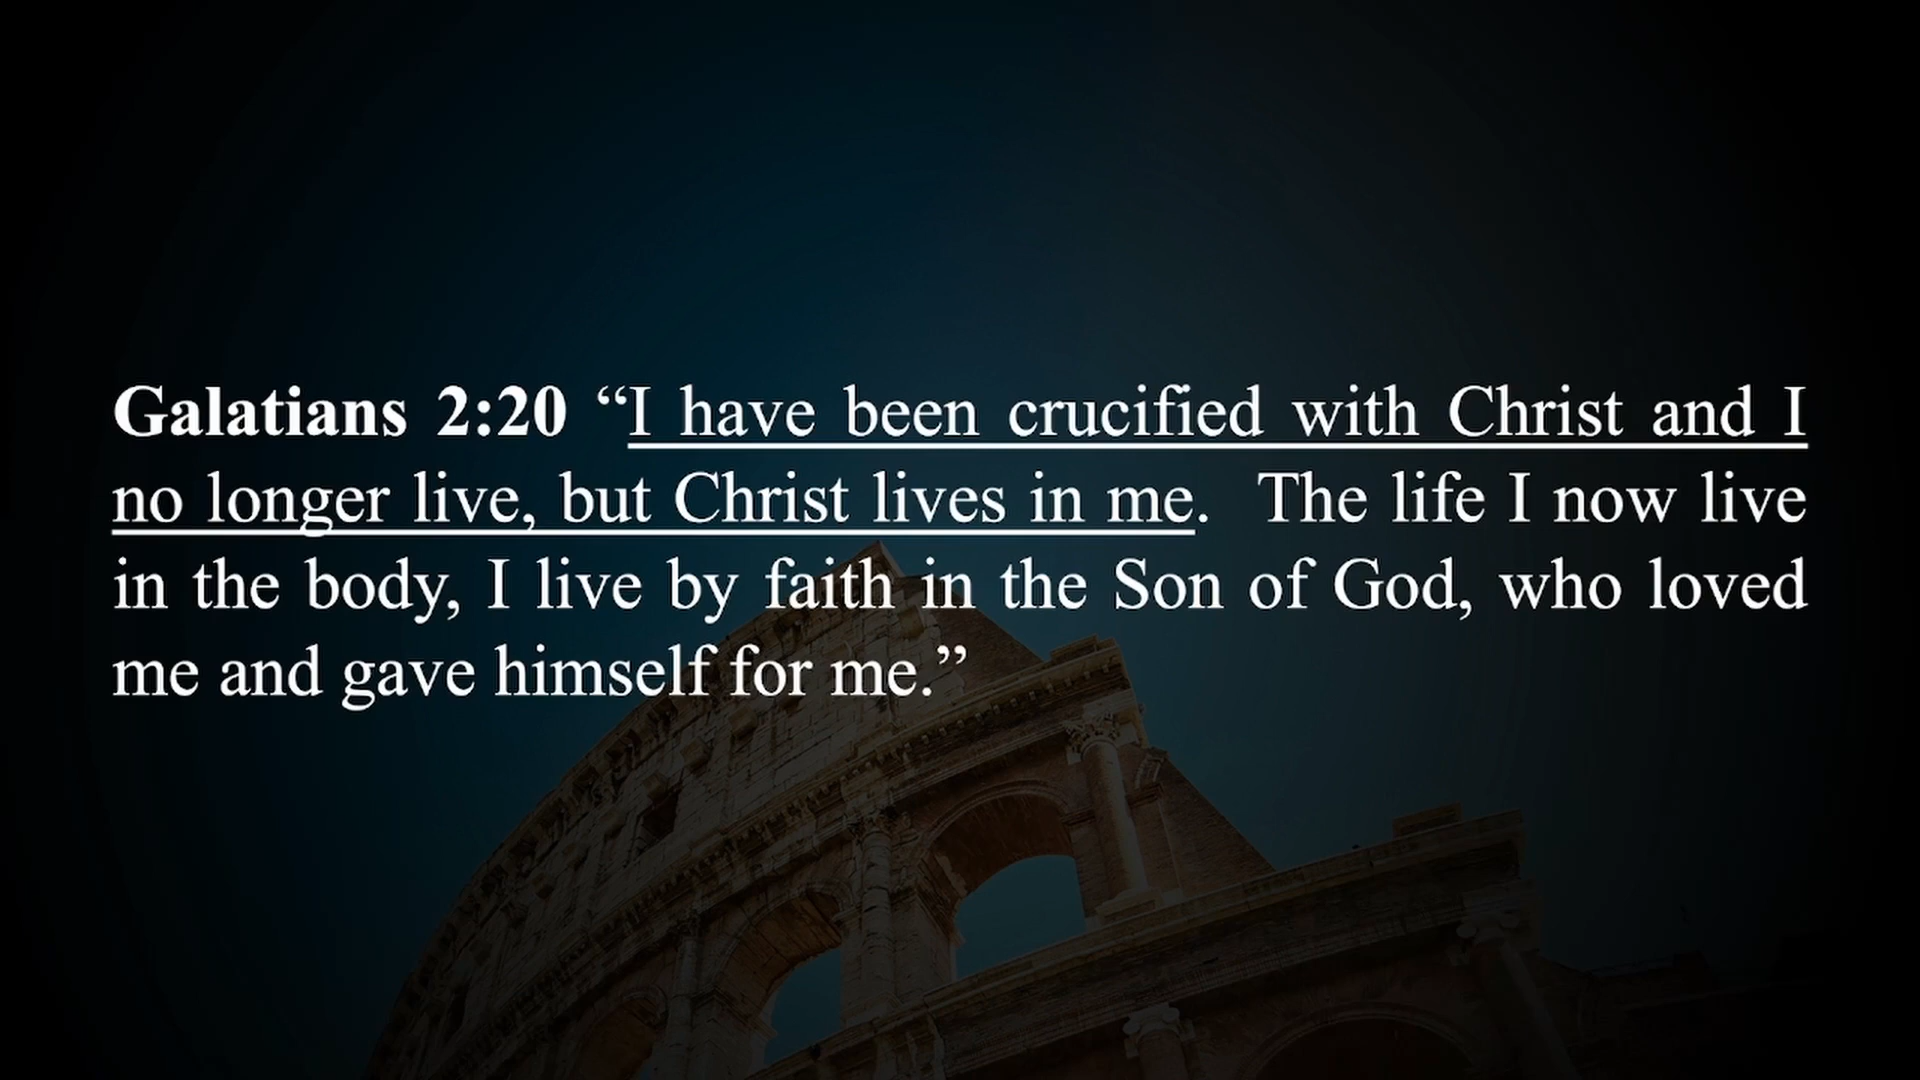 Galatians 2:20 “I have been crucified with Christ and I
no longer live, but Christ lives in me.  The life I now live
in the body, I live by faith in the Son of God, who loved
me and gave himself for me.”